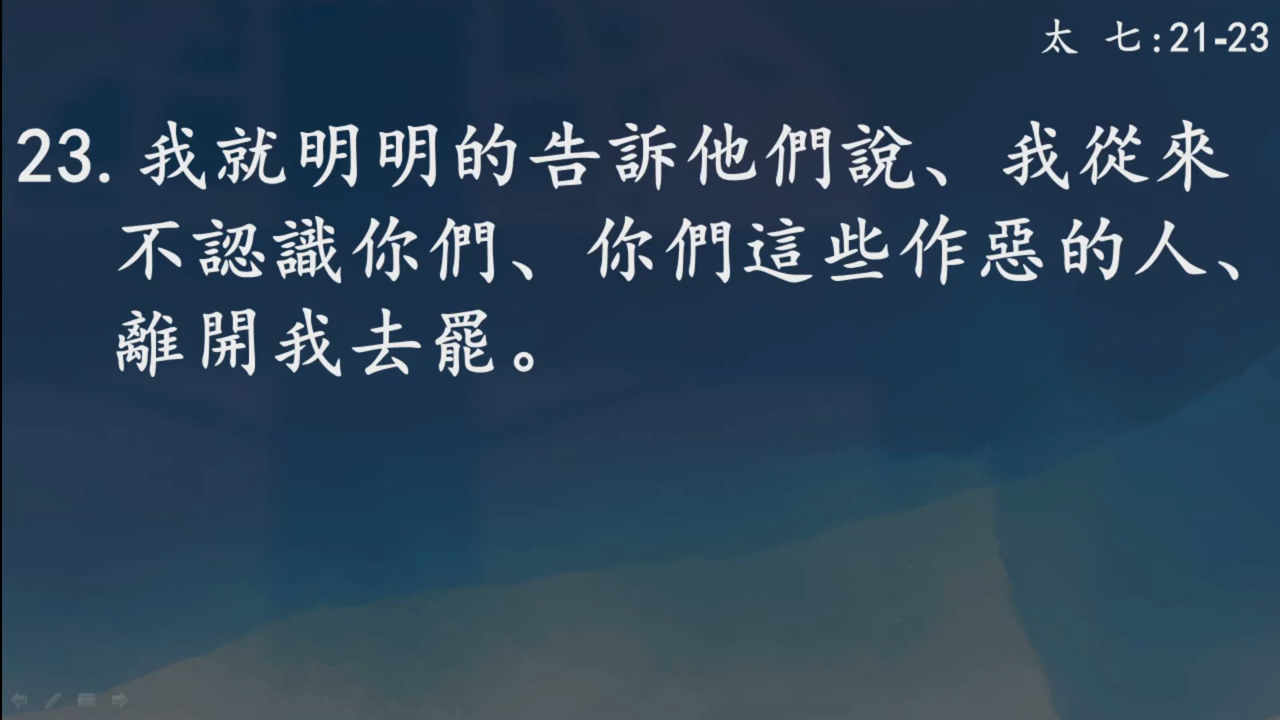 太 七:21-23
23. 我就明明的告訴他們說、我從來
不認識你們、你們這些作惡的人、
離開我去罷。